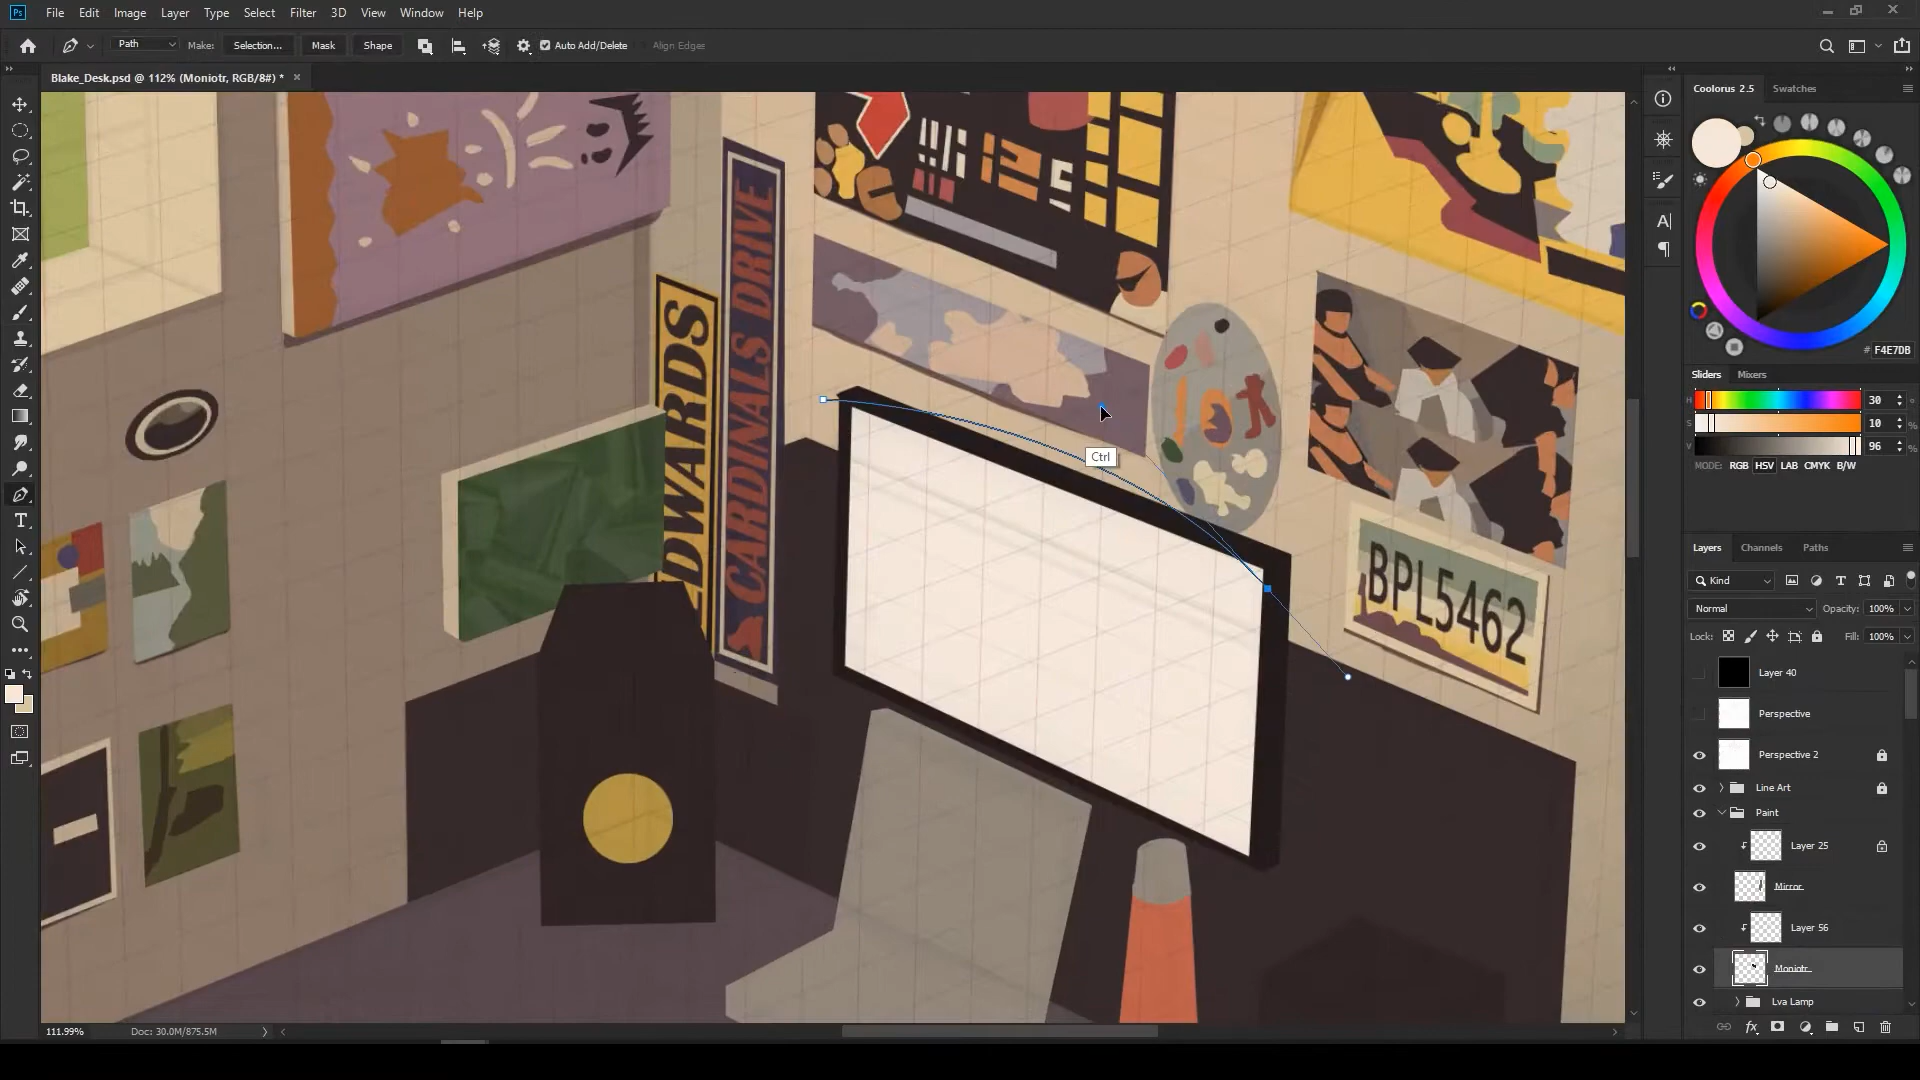 Ps File Edit Image Layer Type Select Filter 3D View Window Help
Path Make: Selection... Mask Shape Auto Add/Delete Align Edges
Blake_Desk.psd @ 112% (Moniotr, RGB/8#) *
Coolorus 2.5 Swatches
# F4E7DB
Sliders Mixers
H 30 °
S 10 %
V 96 %
MODE: RGB HSV LAB CMYK B/W
Layers Channels Paths
Kind
Normal Opacity: 100%
Lock: Fill: 100%
Layer 40
Perspective
Perspective 2
Line Art
Paint
Layer 25
Mirror
Layer 56
Moniotr
Lva Lamp
EDWARDS
CARDINALS DRIVE
Ctrl
BPL5462
111.99% Doc: 30.0M/875.5M